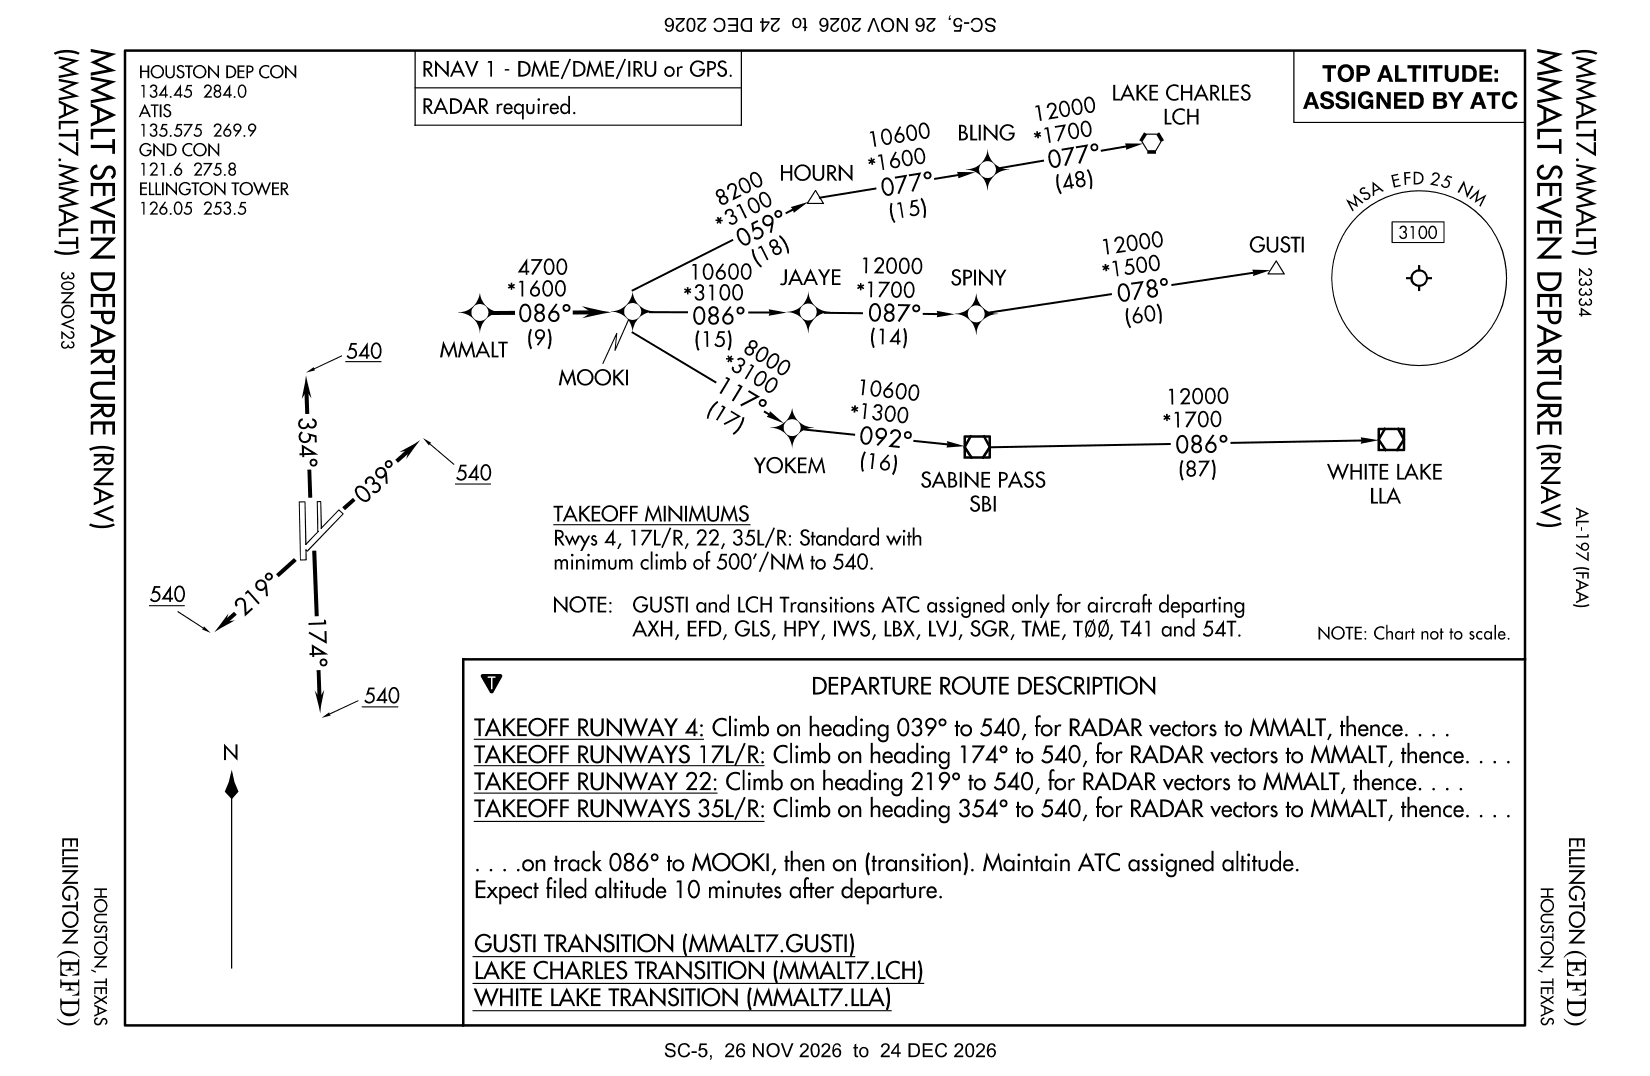 SC-5, 26 NOV 2026 to 24 DEC 2026
(MMALT7.MMALT) 30NOV23
MMALT SEVEN DEPARTURE (RNAV)
ELLINGTON (EFD)
HOUSTON, TEXAS
HOUSTON DEP CON
134.45 284.0
ATIS
135.575 269.9
GND CON
121.6 275.8
ELLINGTON TOWER
126.05 253.5
RNAV 1 - DME/DME/IRU or GPS.
RADAR required.
TOP ALTITUDE:
ASSIGNED BY ATC
MSA EFD 25 NM
3100
LAKE CHARLES
LCH
12000
*1700
077°
(48)
BLING
10600
*1600
077°
(15)
HOURN
8200
*3100
059°
(18)
GUSTI
12000
*1500
078°
(60)
SPINY
12000
*1700
087°
(14)
JAAYE
10600
*3100
086°
(15)
4700
*1600
086°
(9)
MMALT
MOOKI
8000
*3100
117°
(17)
YOKEM
10600
*1300
092°
(16)
SABINE PASS
SBI
12000
*1700
086°
(87)
WHITE LAKE
LLA
540
354°
540
039°
540
219°
540
174°
N
TAKEOFF MINIMUMS
Rwys 4, 17L/R, 22, 35L/R: Standard with
minimum climb of 500'/NM to 540.
NOTE: GUSTI and LCH Transitions ATC assigned only for aircraft departing
AXH, EFD, GLS, HPY, IWS, LBX, LVJ, SGR, TME, TØØ, T41 and 54T.
NOTE: Chart not to scale.
T
DEPARTURE ROUTE DESCRIPTION
TAKEOFF RUNWAY 4: Climb on heading 039° to 540, for RADAR vectors to MMALT, thence. . . .
TAKEOFF RUNWAYS 17L/R: Climb on heading 174° to 540, for RADAR vectors to MMALT, thence. . . .
TAKEOFF RUNWAY 22: Climb on heading 219° to 540, for RADAR vectors to MMALT, thence. . . .
TAKEOFF RUNWAYS 35L/R: Climb on heading 354° to 540, for RADAR vectors to MMALT, thence. . . .
. . . .on track 086° to MOOKI, then on (transition). Maintain ATC assigned altitude.
Expect filed altitude 10 minutes after departure.
GUSTI TRANSITION (MMALT7.GUSTI)
LAKE CHARLES TRANSITION (MMALT7.LCH)
WHITE LAKE TRANSITION (MMALT7.LLA)
MMALT SEVEN DEPARTURE (RNAV)
(MMALT7.MMALT) 23334
AL-197 (FAA)
ELLINGTON (EFD)
HOUSTON, TEXAS
SC-5, 26 NOV 2026 to 24 DEC 2026